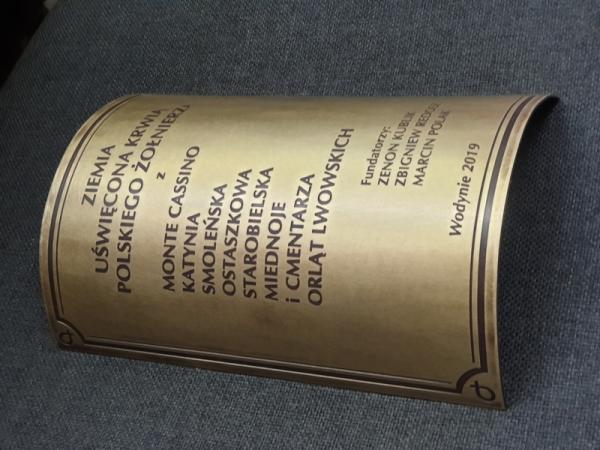 ZIEMIA
UŚWIĘCONA KRWIĄ
POLSKIEGO ŻOŁNIERZA
z
MONTE CASSINO
KATYNIA
SMOLEŃSKA
OSTASZKOWA
STAROBIELSKA
MIEDNOJE
i CMENTARZA
ORLĄT LWOWSKICH
Fundatorzy:
ZENON KUBLIK
ZBIGNIEW
MARCIN POLAK
Wodynie 2019